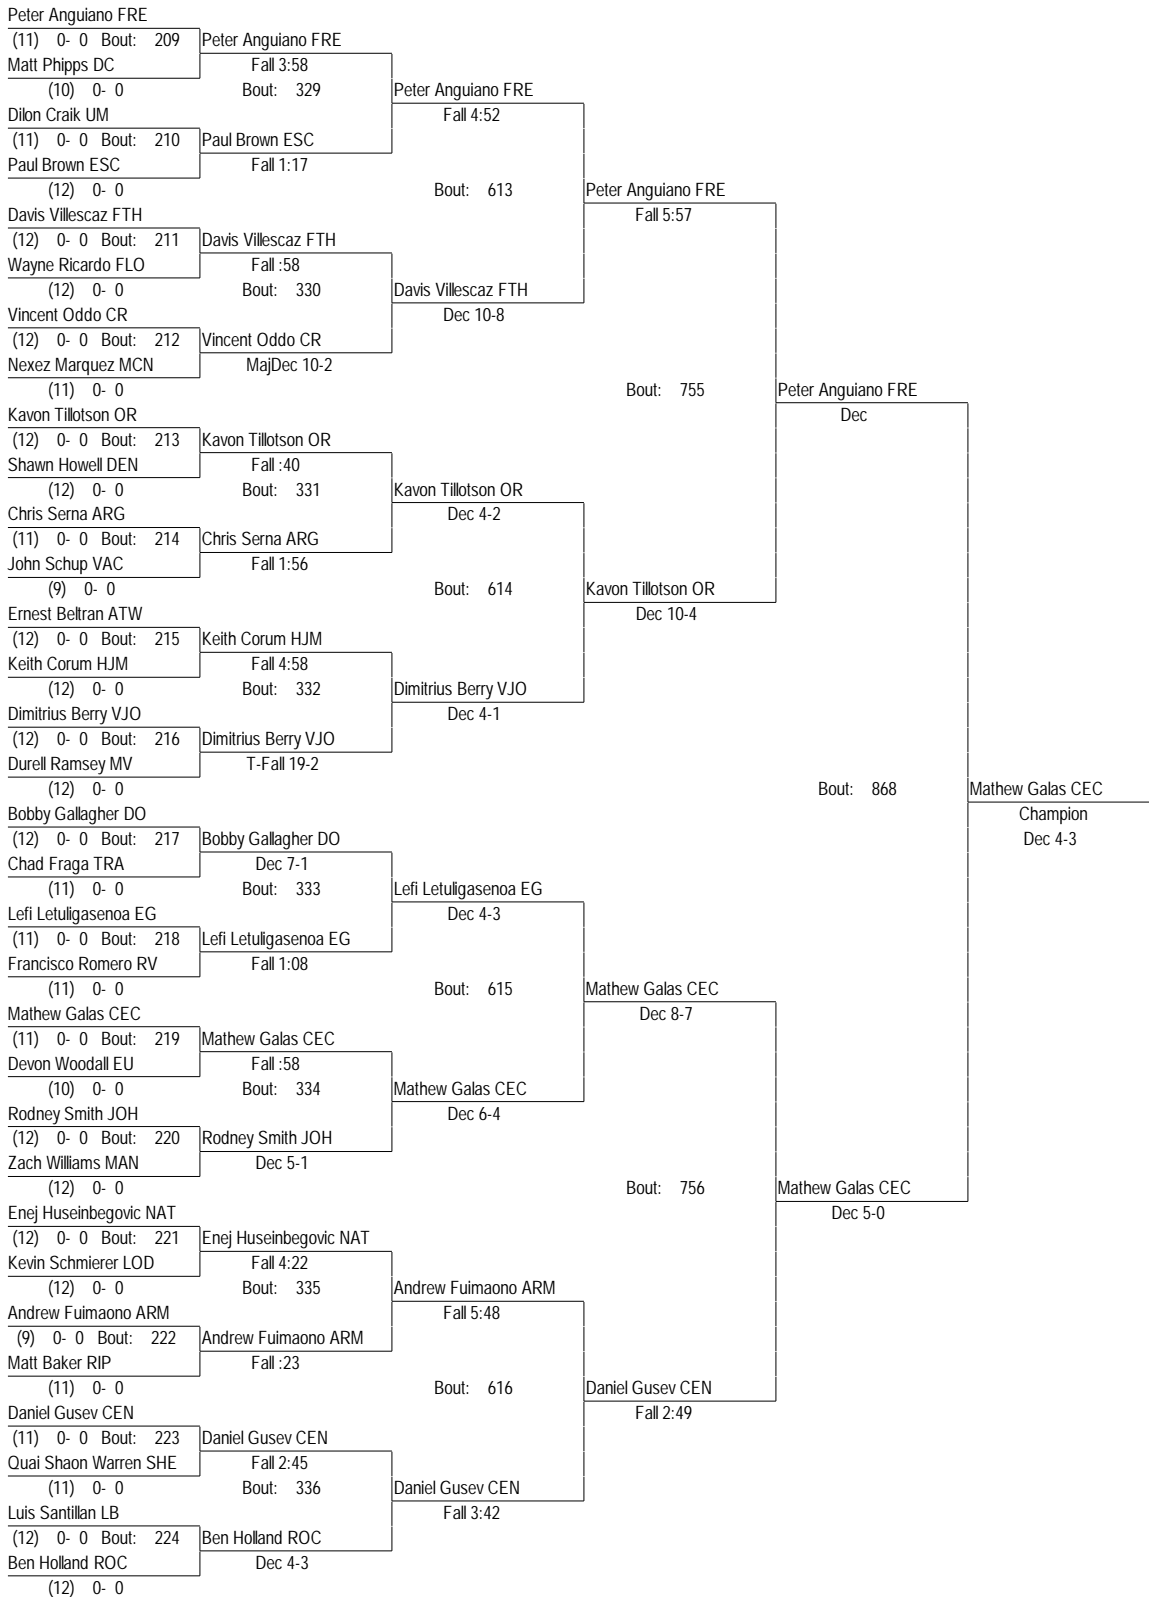 Peter Anguiano FRE
(11) 0- 0 Bout: 209 Peter Anguiano FRE
Matt Phipps DC Fall 3:58
(10) 0- 0 Bout: 329 Peter Anguiano FRE
Dilon Craik UM Fall 4:52
(11) 0- 0 Bout: 210 Paul Brown ESC
Paul Brown ESC Fall 1:17
(12) 0- 0 Bout: 613 Peter Anguiano FRE
Davis Villescaz FTH Fall 5:57
(12) 0- 0 Bout: 211 Davis Villescaz FTH
Wayne Ricardo FLO Fall :58
(12) 0- 0 Bout: 330 Davis Villescaz FTH
Vincent Oddo CR Dec 10-8
(12) 0- 0 Bout: 212 Vincent Oddo CR
Nexez Marquez MCN MajDec 10-2
(11) 0- 0 Bout: 755 Peter Anguiano FRE
Kavon Tillotson OR Dec
(12) 0- 0 Bout: 213 Kavon Tillotson OR
Shawn Howell DEN Fall :40
(12) 0- 0 Bout: 331 Kavon Tillotson OR
Chris Serna ARG Dec 4-2
(11) 0- 0 Bout: 214 Chris Serna ARG
John Schup VAC Fall 1:56
(9) 0- 0 Bout: 614 Kavon Tillotson OR
Ernest Beltran ATW Dec 10-4
(12) 0- 0 Bout: 215 Keith Corum HJM
Keith Corum HJM Fall 4:58
(12) 0- 0 Bout: 332 Dimitrius Berry VJO
Dimitrius Berry VJO Dec 4-1
(12) 0- 0 Bout: 216 Dimitrius Berry VJO
Durell Ramsey MV T-Fall 19-2
(12) 0- 0 Bout: 868 Mathew Galas CEC
Bobby Gallagher DO Champion
(12) 0- 0 Bout: 217 Bobby Gallagher DO Dec 4-3
Chad Fraga TRA Dec 7-1
(11) 0- 0 Bout: 333 Lefi Letuligasenoa EG
Lefi Letuligasenoa EG Dec 4-3
(11) 0- 0 Bout: 218 Lefi Letuligasenoa EG
Francisco Romero RV Fall 1:08
(11) 0- 0 Bout: 615 Mathew Galas CEC
Mathew Galas CEC Dec 8-7
(11) 0- 0 Bout: 219 Mathew Galas CEC
Devon Woodall EU Fall :58
(10) 0- 0 Bout: 334 Mathew Galas CEC
Rodney Smith JOH Dec 6-4
(12) 0- 0 Bout: 220 Rodney Smith JOH
Zach Williams MAN Dec 5-1
(12) 0- 0 Bout: 756 Mathew Galas CEC
Enej Huseinbegovic NAT Dec 5-0
(12) 0- 0 Bout: 221 Enej Huseinbegovic NAT
Kevin Schmierer LOD Fall 4:22
(12) 0- 0 Bout: 335 Andrew Fuimaono ARM
Andrew Fuimaono ARM Fall 5:48
(9) 0- 0 Bout: 222 Andrew Fuimaono ARM
Matt Baker RIP Fall :23
(11) 0- 0 Bout: 616 Daniel Gusev CEN
Daniel Gusev CEN Fall 2:49
(11) 0- 0 Bout: 223 Daniel Gusev CEN
Quai Shaon Warren SHE Fall 2:45
(11) 0- 0 Bout: 336 Daniel Gusev CEN
Luis Santillan LB Fall 3:42
(12) 0- 0 Bout: 224 Ben Holland ROC
Ben Holland ROC Dec 4-3
(12) 0- 0